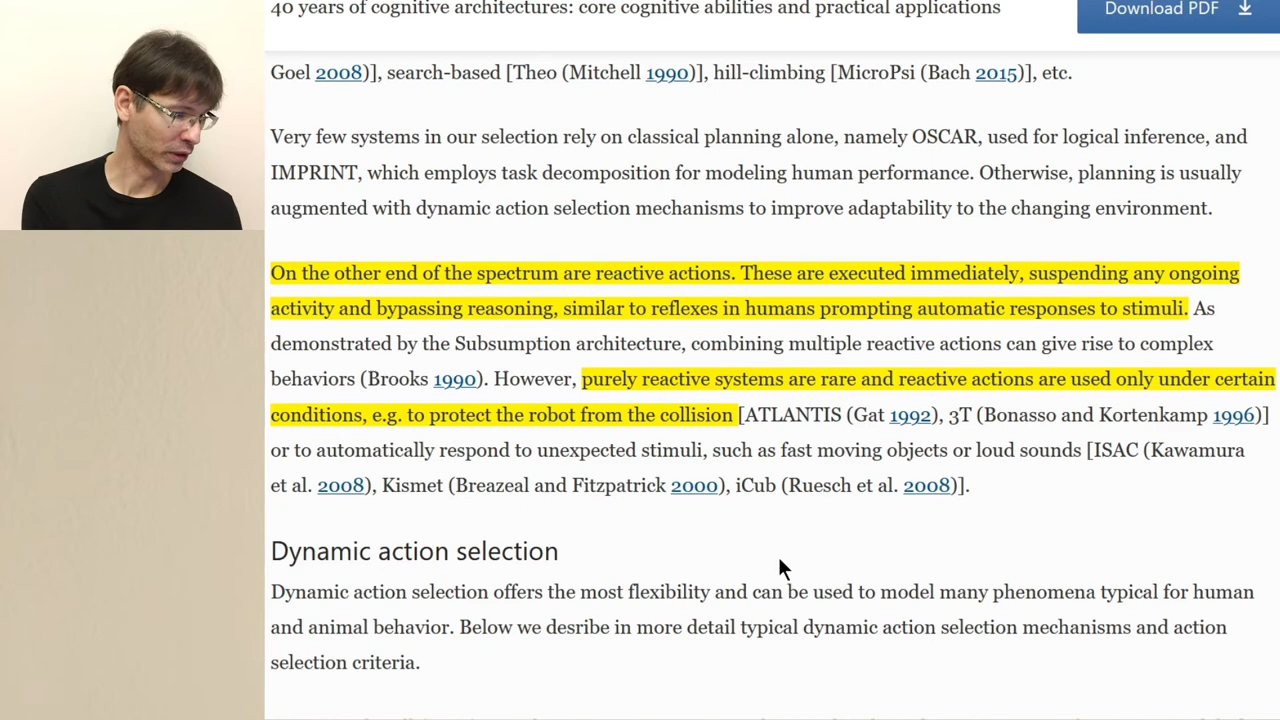 40 years of cognitive architectures: core cognitive abilities and practical applications
Download PDF
Goel 2008)], search-based [Theo (Mitchell 1990)], hill-climbing [MicroPsi (Bach 2015)], etc.
Very few systems in our selection rely on classical planning alone, namely OSCAR, used for logical inference, and
IMPRINT, which employs task decomposition for modeling human performance. Otherwise, planning is usually
augmented with dynamic action selection mechanisms to improve adaptability to the changing environment.
On the other end of the spectrum are reactive actions. These are executed immediately, suspending any ongoing
activity and bypassing reasoning, similar to reflexes in humans prompting automatic responses to stimuli. As
demonstrated by the Subsumption architecture, combining multiple reactive actions can give rise to complex
behaviors (Brooks 1990). However, purely reactive systems are rare and reactive actions are used only under certain
conditions, e.g. to protect the robot from the collision [ATLANTIS (Gat 1992), 3T (Bonasso and Kortenkamp 1996)]
or to automatically respond to unexpected stimuli, such as fast moving objects or loud sounds [ISAC (Kawamura
et al. 2008), Kismet (Breazeal and Fitzpatrick 2000), iCub (Ruesch et al. 2008)].
Dynamic action selection
Dynamic action selection offers the most flexibility and can be used to model many phenomena typical for human
and animal behavior. Below we desribe in more detail typical dynamic action selection mechanisms and action
selection criteria.